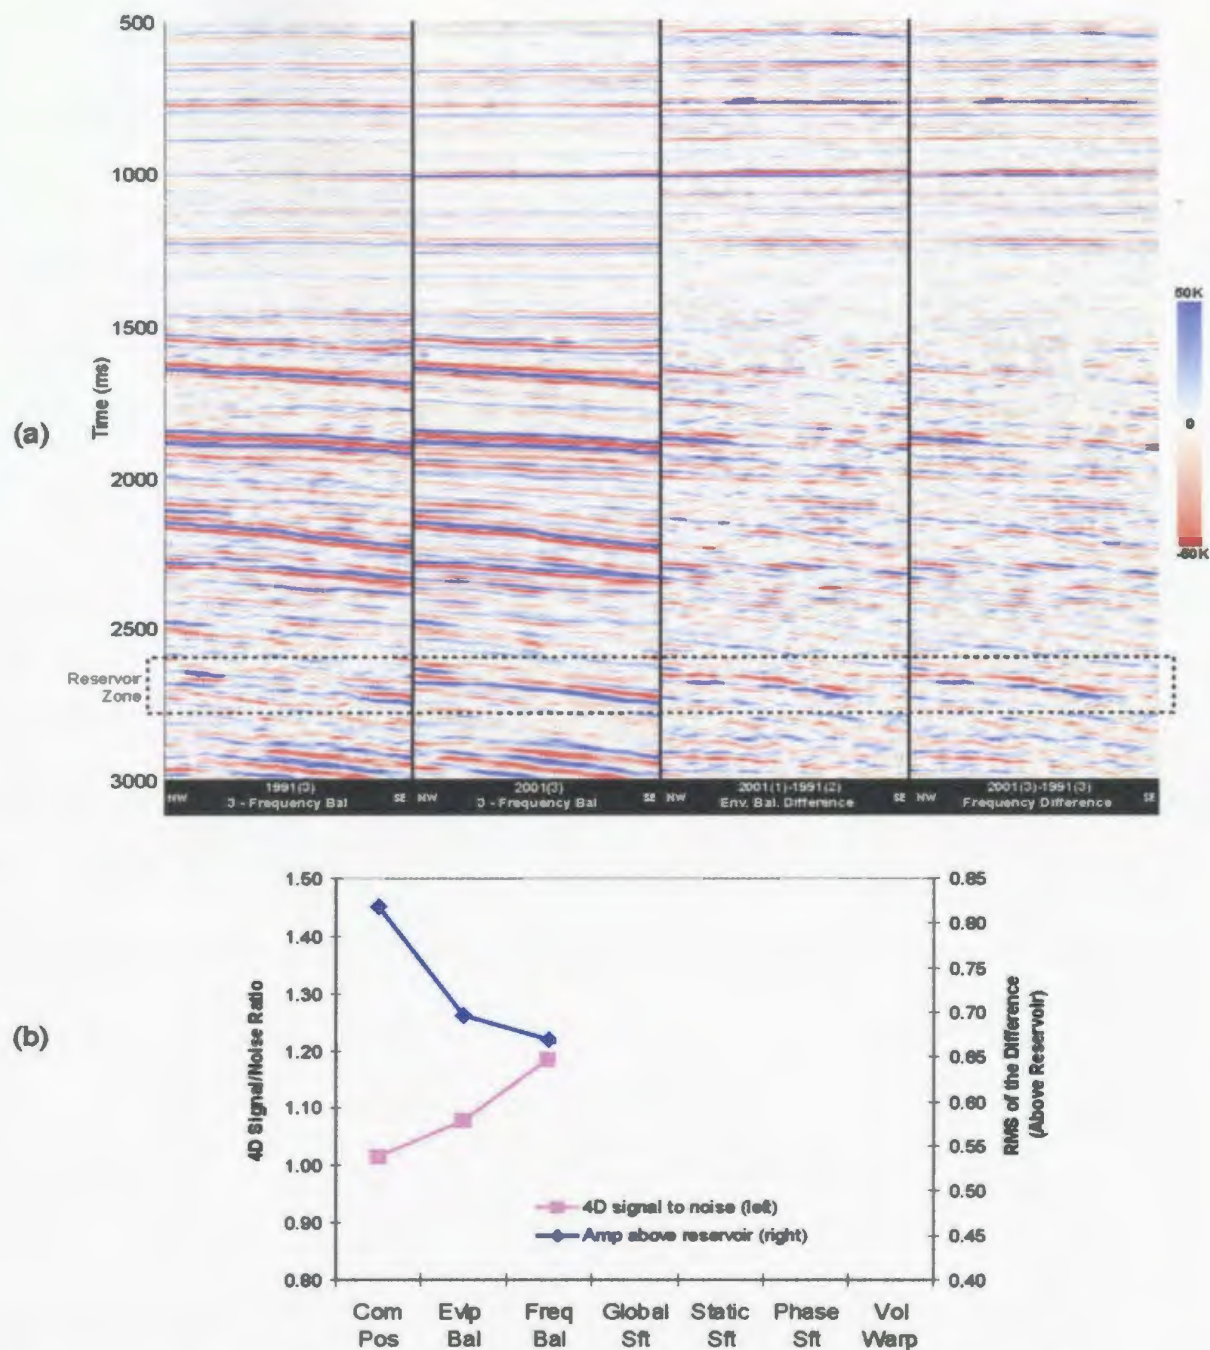 500
1000
1500
2000
2500
3000
Time (ms)
(a)
Reservoir
Zone
50K
0
-50K
1991(3)
NW 3 - Frequency Bal SE
2001(3)
NW 3 - Frequency Bal SE
2001(1)-1991(2)
NW Env. Bal. Difference SE
2001(3)-1991(3)
NW Frequency Difference SE
(b)
4D Signal/Noise Ratio
1.50
1.40
1.30
1.20
1.10
1.00
0.90
0.80
0.85
0.80
0.75
0.70
0.65
0.60
0.55
0.50
0.45
0.40
RMS of the Difference
(Above Reservoir)
4D signal to noise (left)
Amp above reservoir (right)
Com Evlp Freq Global Static Phase Vol
Pos Bal Bal Sft Sft Sft Warp